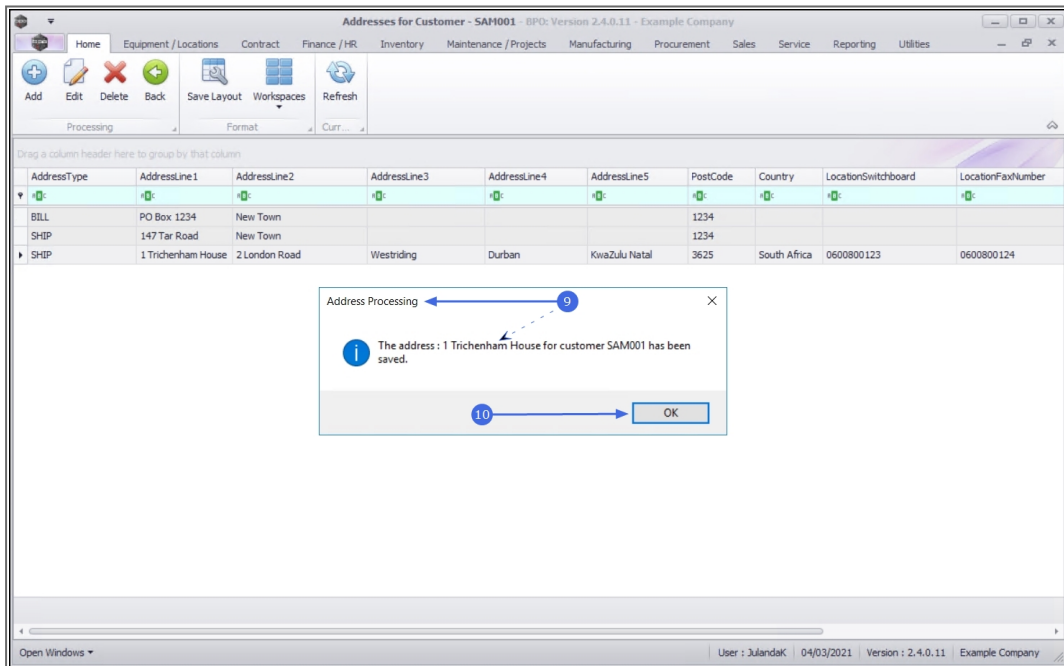 Addresses for Customer - SAM001 - BPO: Version 2.4.0.11 - Example Company
Home Equipment / Locations Contract Finance / HR Inventory Maintenance / Projects Manufacturing Procurement Sales Service Reporting Utilities
Add Edit Delete Back Save Layout Workspaces Refresh
Processing Format Curr...
Drag a column header here to group by that column
AddressType AddressLine1 AddressLine2 AddressLine3 AddressLine4 AddressLine5 PostCode Country LocationSwitchboard LocationFaxNumber
BILL PO Box 1234 New Town 1234
SHIP 147 Tar Road New Town 1234
SHIP 1 Trichenham House 2 London Road Westriding Durban KwaZulu Natal 3625 South Africa 0600800123 0600800124
Address Processing 9
The address : 1 Trichenham House for customer SAM001 has been
saved.
10 OK
Open Windows User : JulandaK 04/03/2021 Version : 2.4.0.11 Example Company